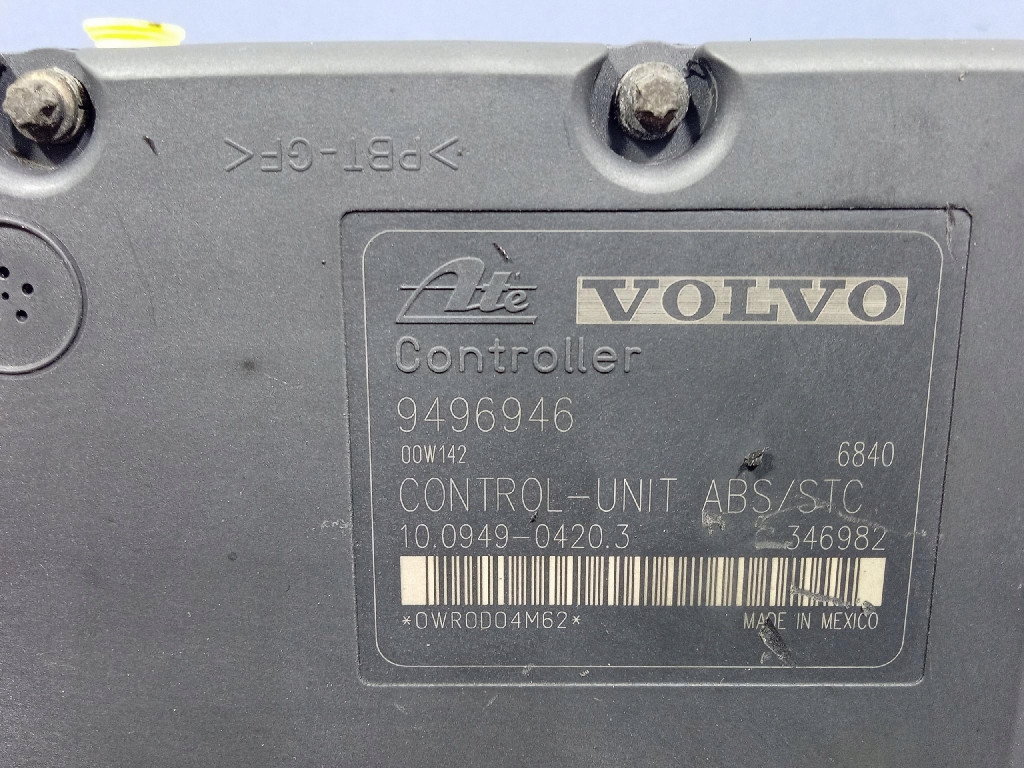 >PBT-GF<
Ate VOLVO
Controller
9496946
00W142 6840
CONTROL-UNIT ABS/STC
10.0949-0420.3 346982
*0WR0D04M62*
MADE IN MEXICO